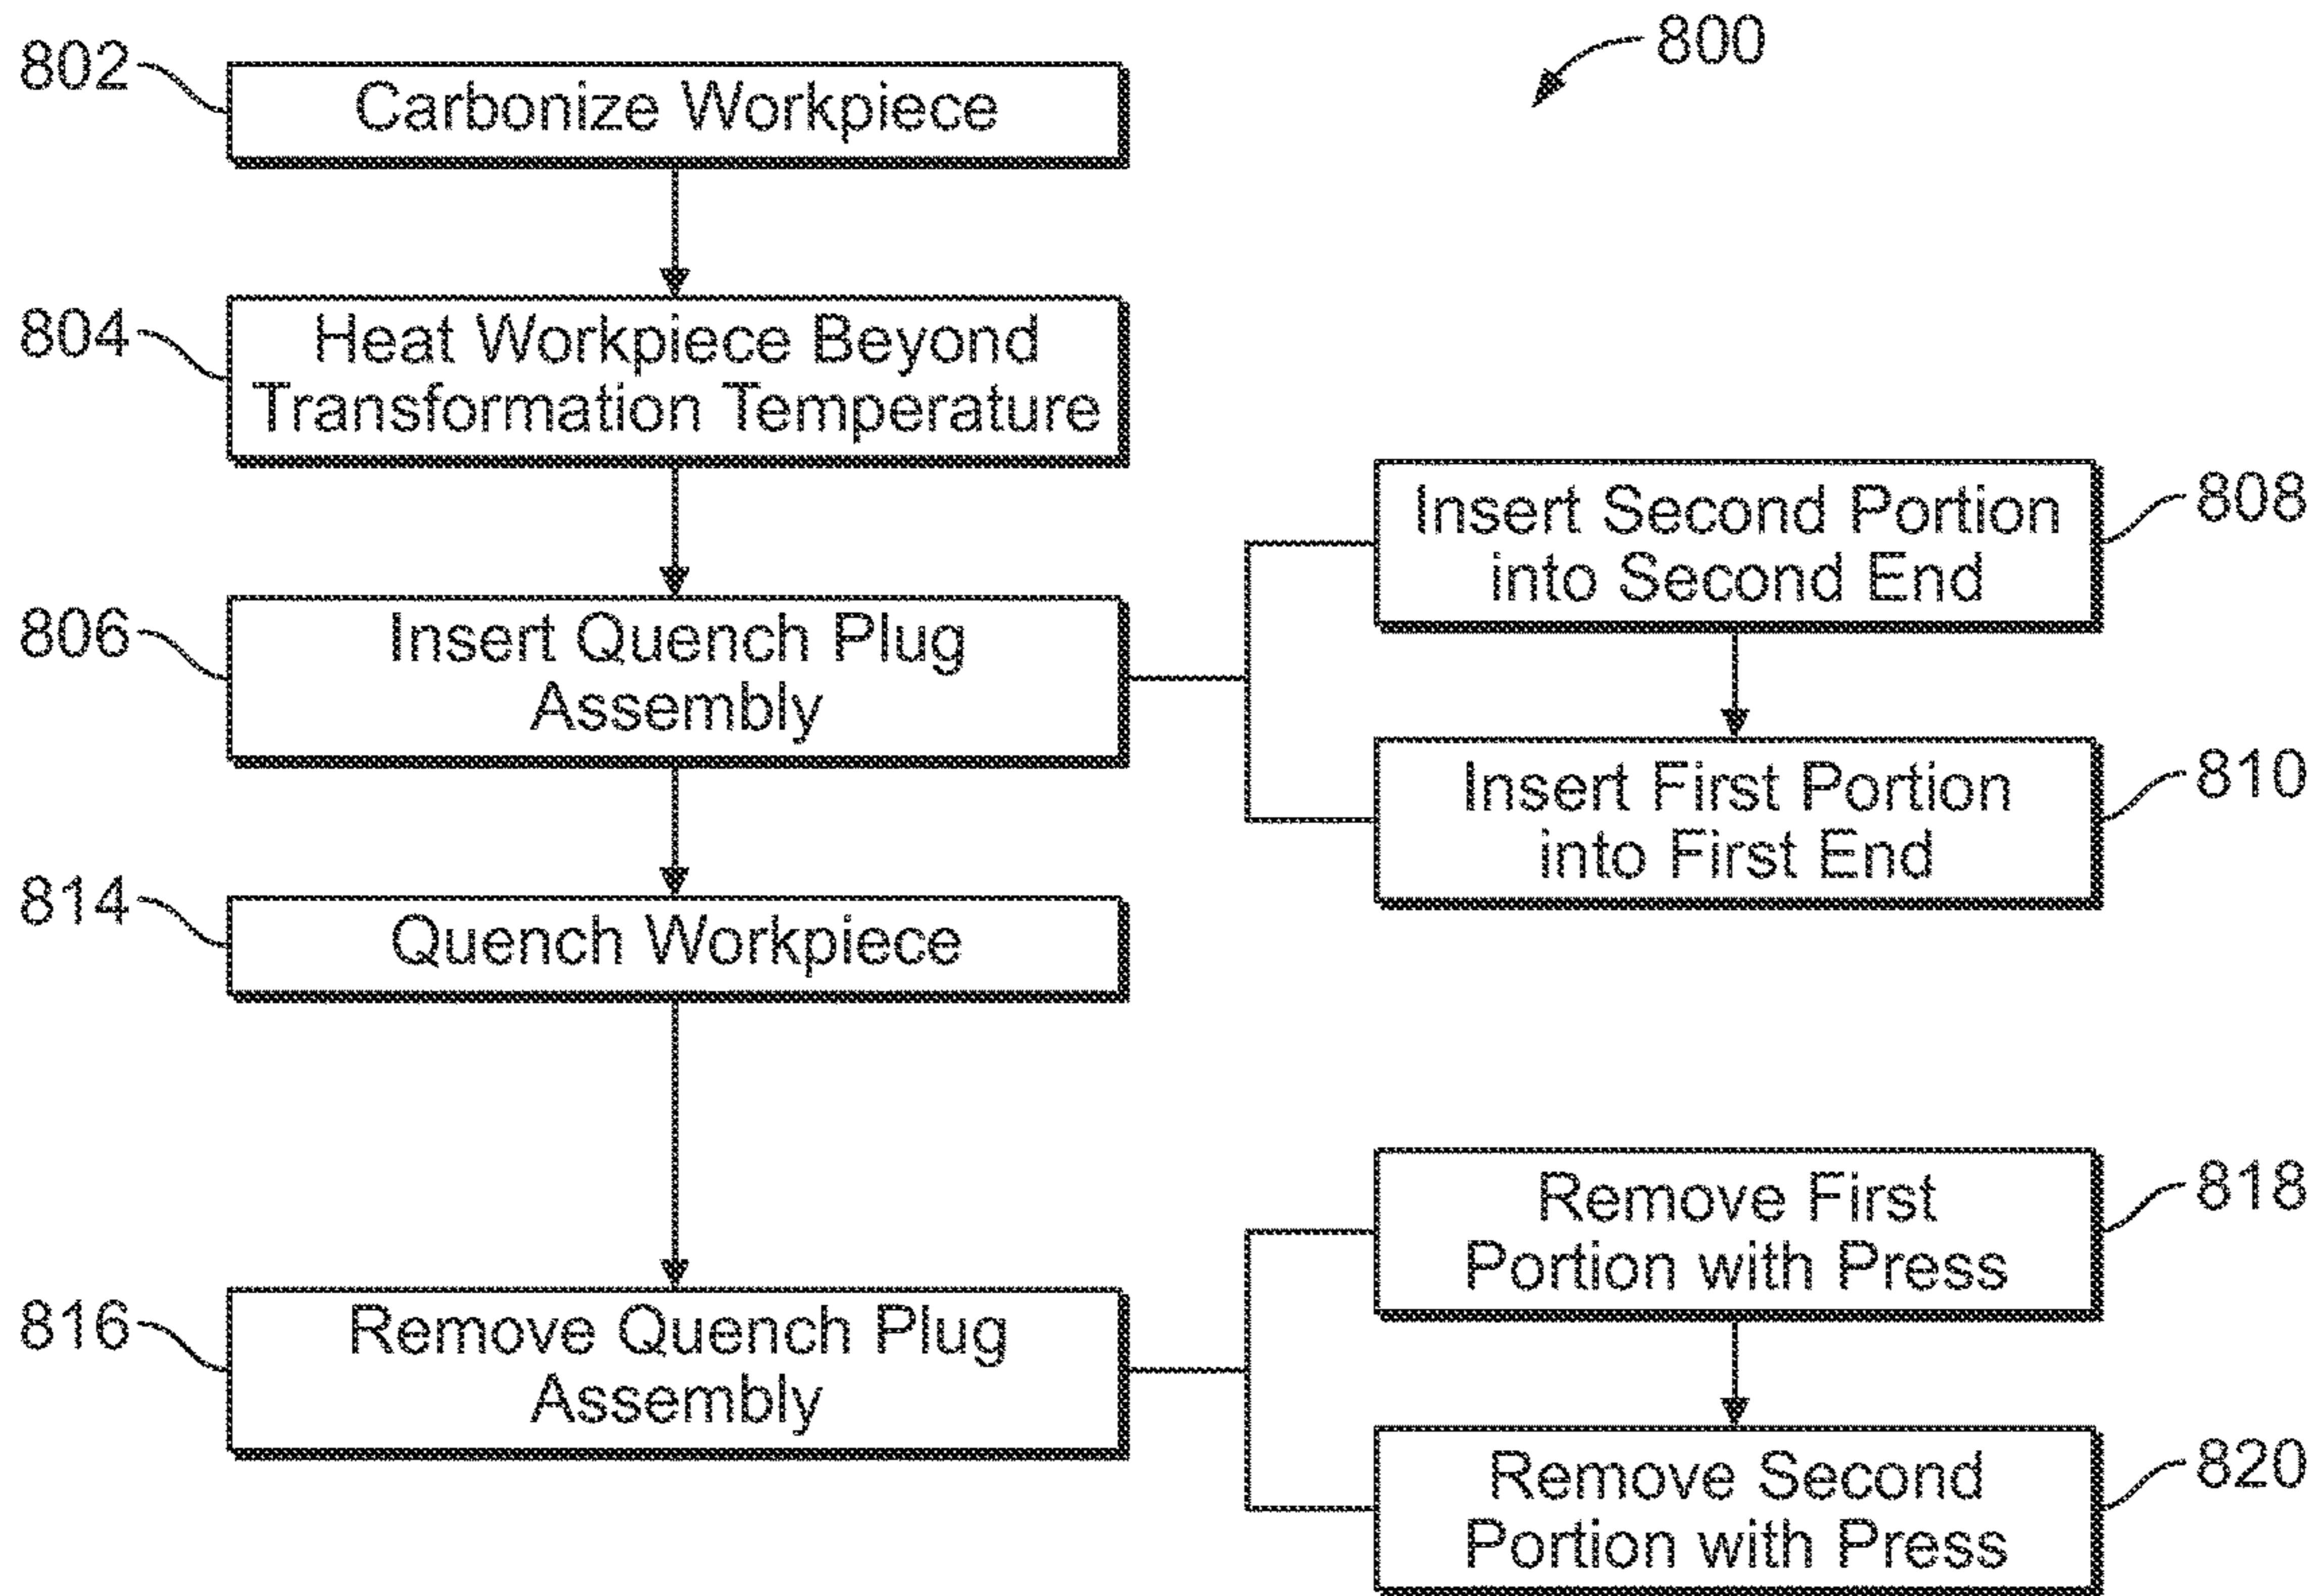 800
802
Carbonize Workpiece
804
Heat Workpiece Beyond
Transformation Temperature
806
Insert Quench Plug
Assembly
808
Insert Second Portion
into Second End
810
Insert First Portion
into First End
814
Quench Workpiece
816
Remove Quench Plug
Assembly
818
Remove First
Portion with Press
820
Remove Second
Portion with Press